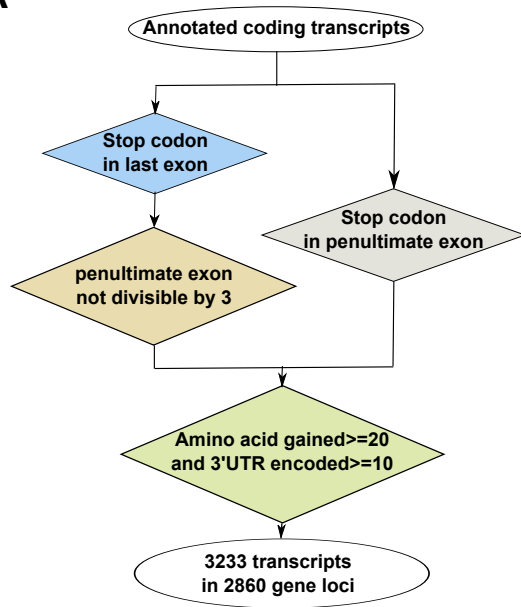 Annotated coding transcripts
Stop codon
in last exon
Stop codon
in penultimate exon
penultimate exon
not divisible by 3
Amino acid gained>=20
and 3'UTR encoded>=10
3233 transcripts
in 2860 gene loci